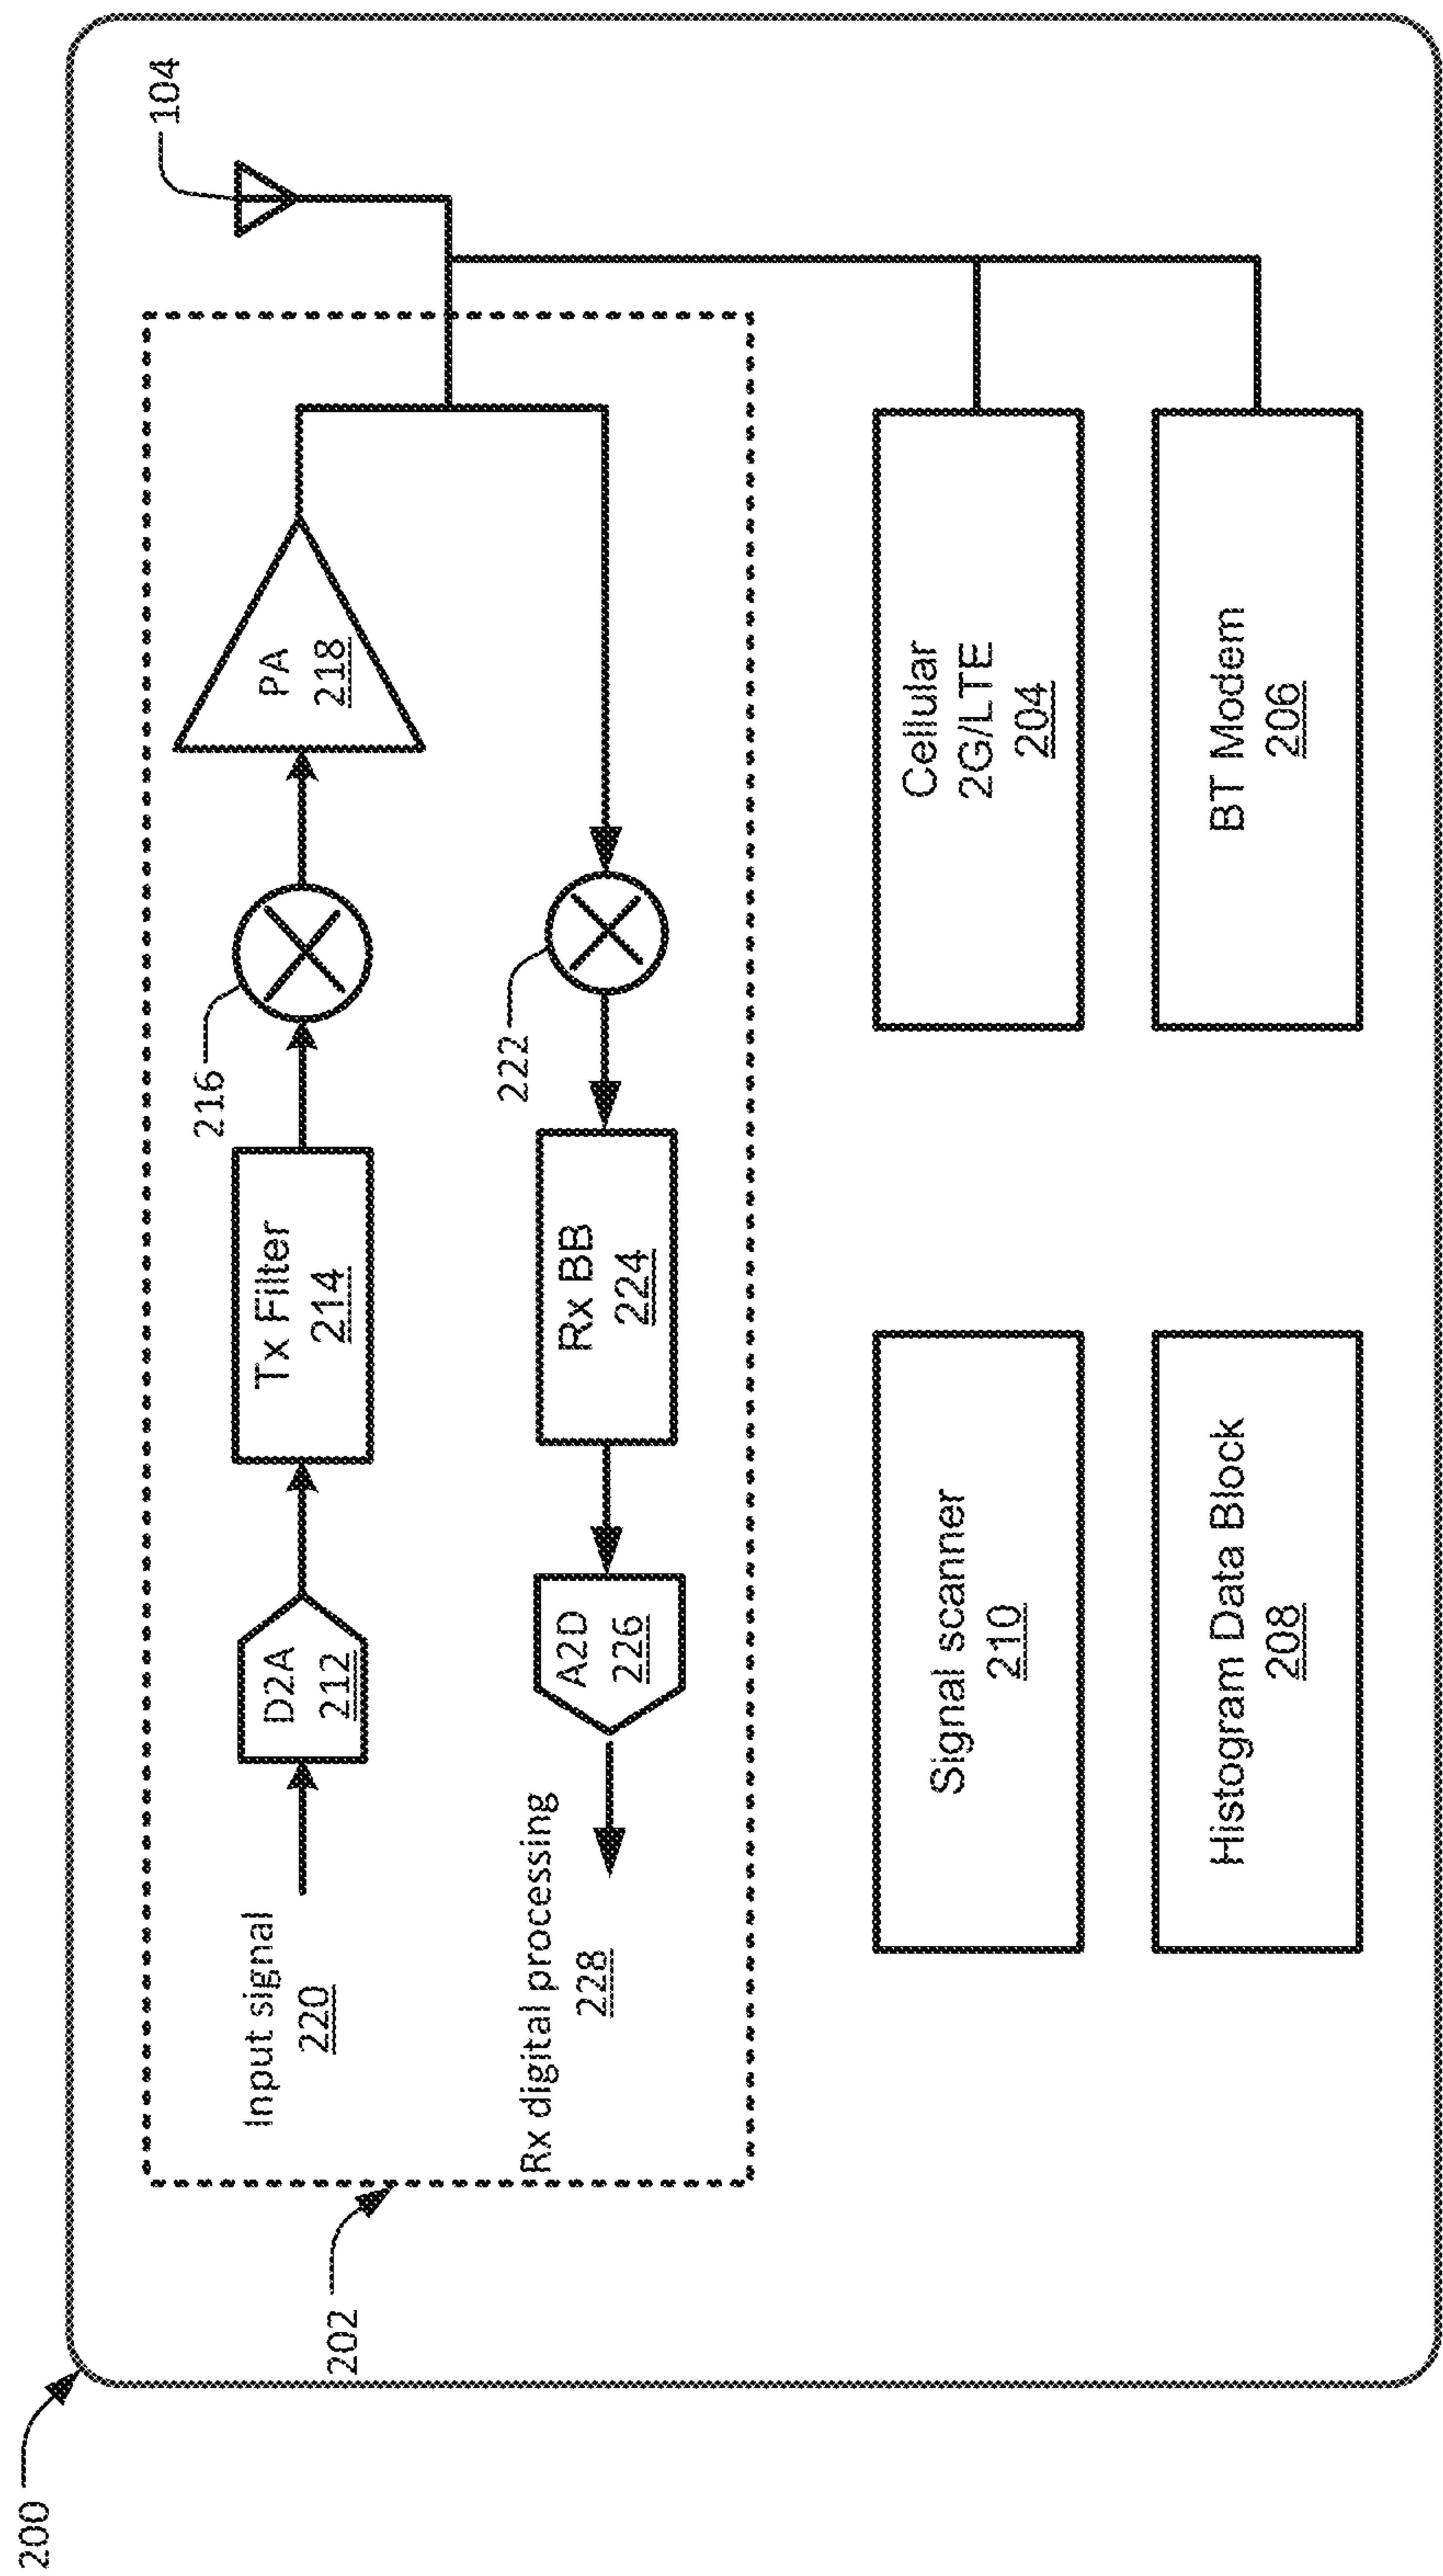 200
202
104
Input signal
220
D2A
212
Tx Filter
214
216
PA
218
Rx digital processing
228
A2D
226
Rx BB
224
222
Signal scanner
210
Cellular
2G/LTE
204
Histogram Data Block
208
BT Modem
206